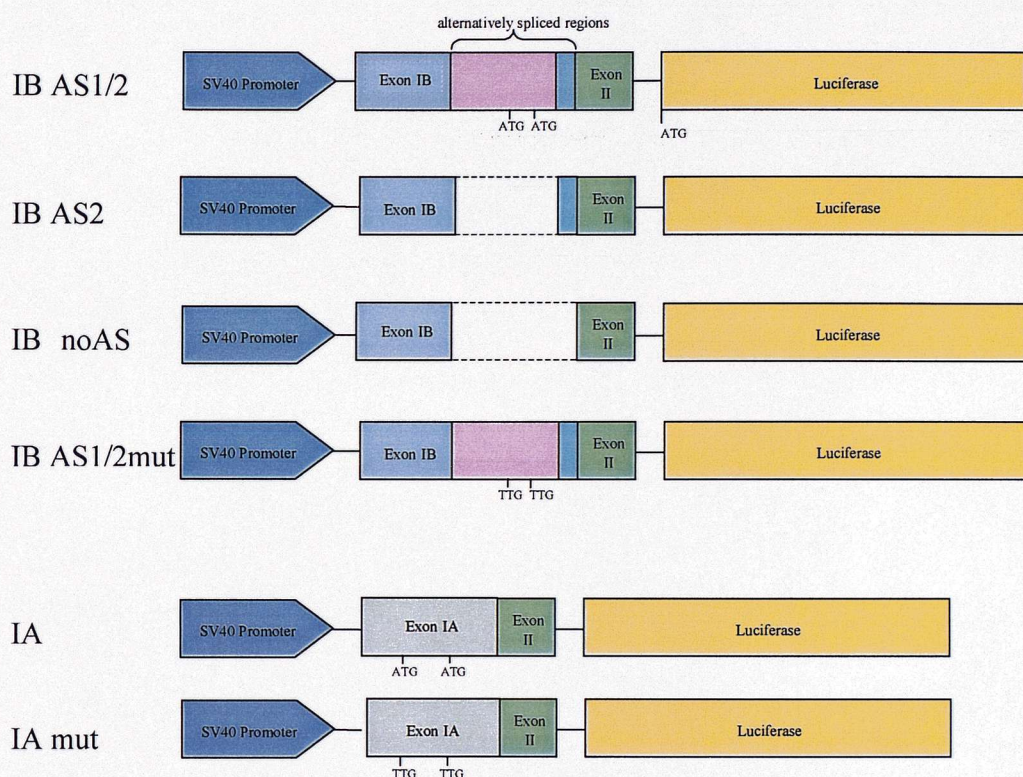 alternatively spliced regions
IB AS1/2
SV40 Promoter
Exon IB
Exon
II
Luciferase
ATG ATG
ATG
IB AS2
SV40 Promoter
Exon IB
Exon
II
Luciferase
IB noAS
SV40 Promoter
Exon IB
Exon
II
Luciferase
IB AS1/2mut
SV40 Promoter
Exon IB
Exon
II
Luciferase
TTG TTG
IA
SV40 Promoter
Exon IA
Exon
II
Luciferase
ATG ATG
IA mut
SV40 Promoter
Exon IA
Exon
II
Luciferase
TTG TTG